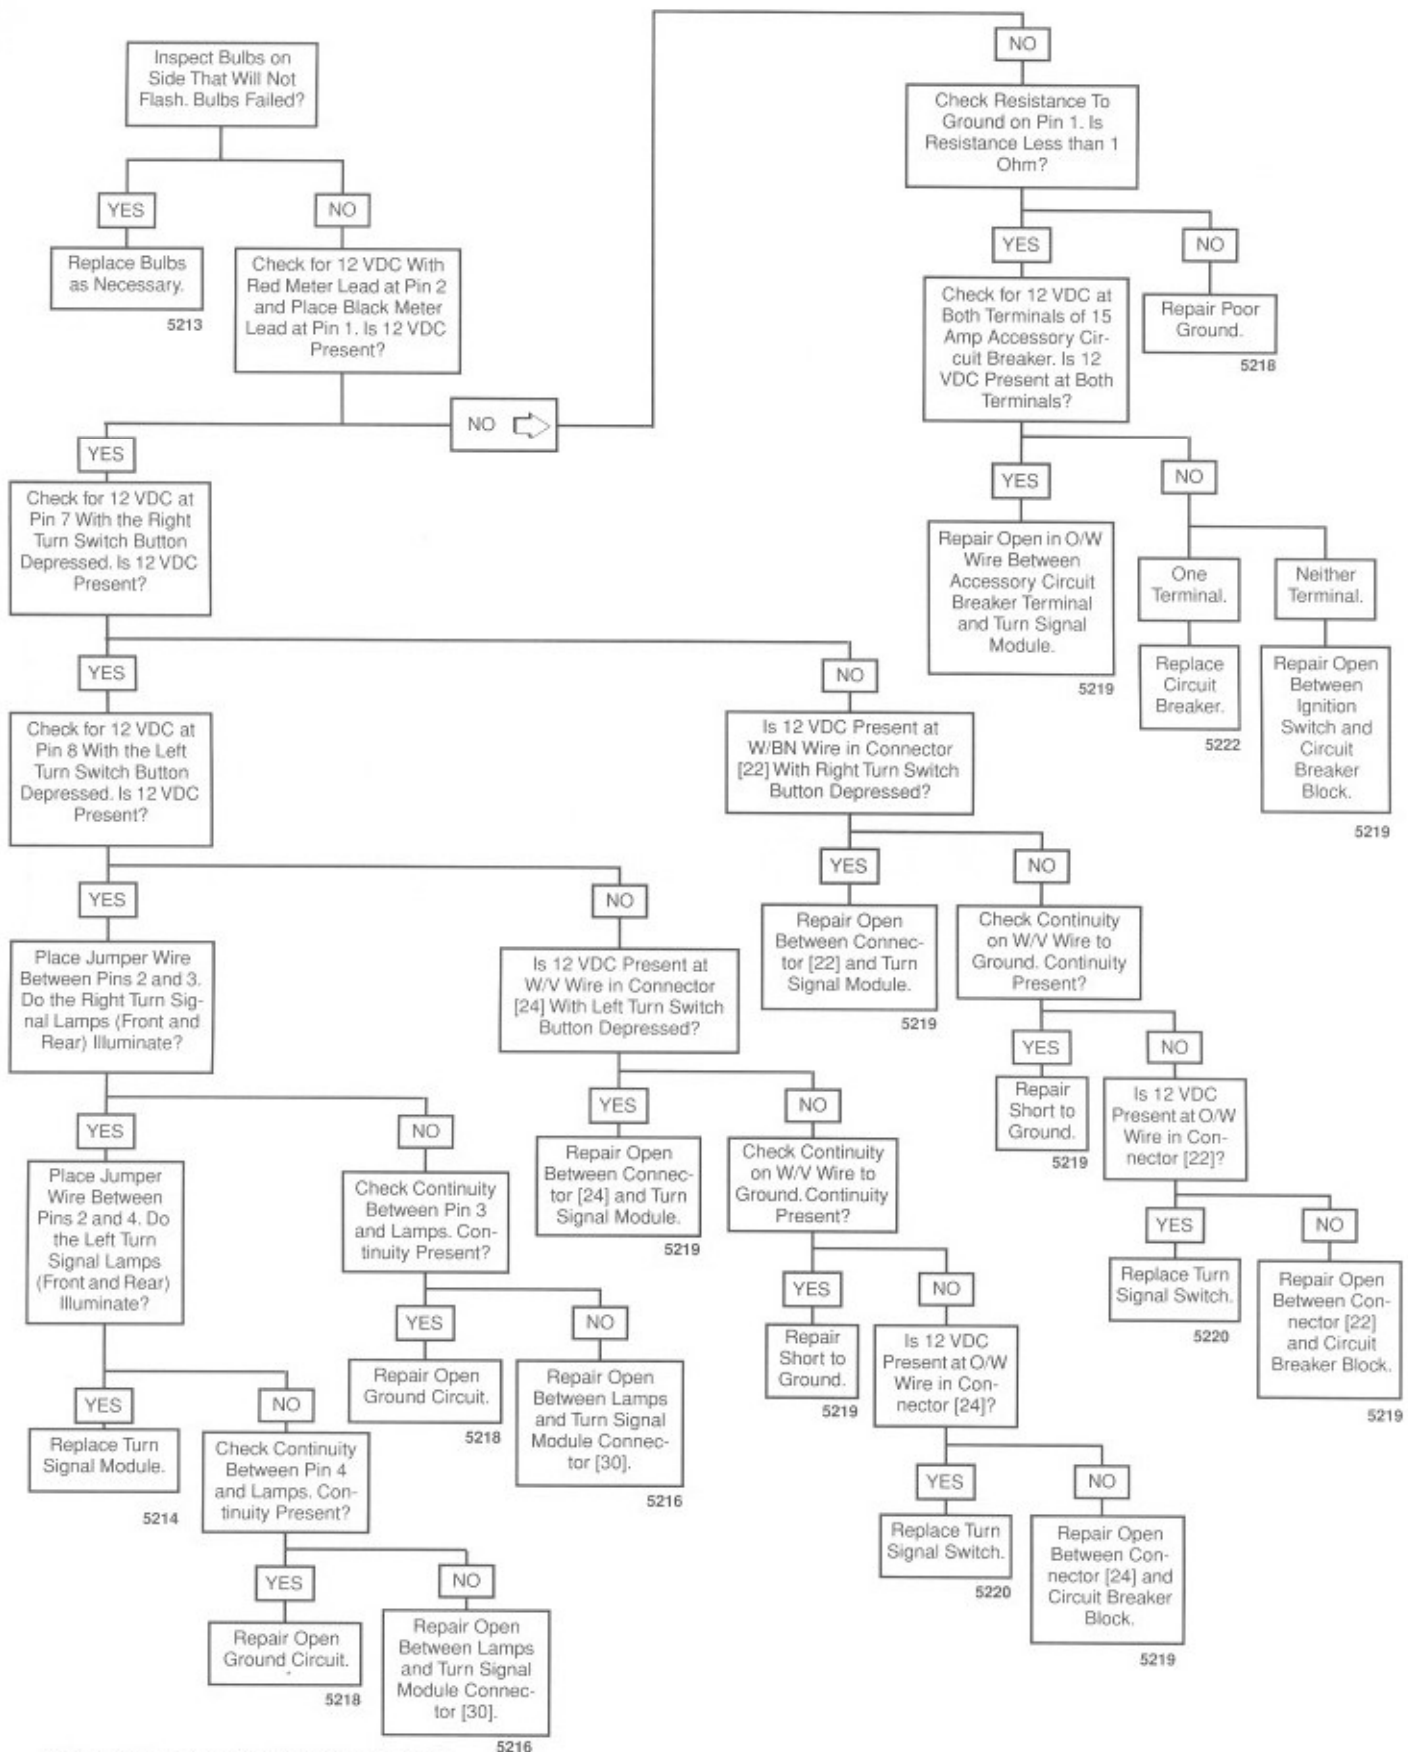 Inspect Bulbs on
Side That Will Not
Flash. Bulbs Failed?
YES
NO
Replace Bulbs
as Necessary.
5213
Check for 12 VDC With
Red Meter Lead at Pin 2
and Place Black Meter
Lead at Pin 1. Is 12 VDC
Present?
NO
NO
Check Resistance To
Ground on Pin 1. Is
Resistance Less than 1
Ohm?
YES
NO
Check for 12 VDC at
Both Terminals of 15
Amp Accessory Cir-
cuit Breaker. Is 12
VDC Present at Both
Terminals?
Repair Poor
Ground.
5218
YES
NO
Repair Open in O/W
Wire Between
Accessory Circuit
Breaker Terminal
and Turn Signal
Module.
5219
One
Terminal.
Neither
Terminal.
Replace
Circuit
Breaker.
5222
Repair Open
Between
Ignition
Switch and
Circuit
Breaker
Block.
5219
YES
Check for 12 VDC at
Pin 7 With the Right
Turn Switch Button
Depressed. Is 12 VDC
Present?
YES
NO
Check for 12 VDC at
Pin 8 With the Left
Turn Switch Button
Depressed. Is 12 VDC
Present?
Is 12 VDC Present at
W/BN Wire in Connector
[22] With Right Turn Switch
Button Depressed?
YES
NO
Repair Open
Between Connec-
tor [22] and Turn
Signal Module.
5219
Check Continuity
on W/V Wire to
Ground. Continuity
Present?
YES
NO
Repair
Short to
Ground.
5219
Is 12 VDC
Present at O/W
Wire in Con-
nector [22]?
YES
NO
Replace Turn
Signal Switch.
5220
Repair Open
Between Con-
nector [22]
and Circuit
Breaker Block.
5219
YES
NO
Place Jumper Wire
Between Pins 2 and 3.
Do the Right Turn Sig-
nal Lamps (Front and
Rear) Illuminate?
Is 12 VDC Present at
W/V Wire in Connector
[24] With Left Turn Switch
Button Depressed?
YES
NO
Repair Open
Between Connec-
tor [24] and Turn
Signal Module.
5219
Check Continuity
on W/V Wire to
Ground. Continuity
Present?
YES
NO
Repair
Short to
Ground.
5219
Is 12 VDC
Present at O/W
Wire in Con-
nector [24]?
YES
NO
Replace Turn
Signal Switch.
5220
Repair Open
Between Con-
nector [24] and
Circuit Breaker
Block.
5219
YES
NO
Place Jumper
Wire Between
Pins 2 and 4. Do
the Left Turn
Signal Lamps
(Front and Rear)
Illuminate?
Check Continuity
Between Pin 3
and Lamps. Con-
tinuity Present?
YES
NO
Repair Open
Ground Circuit.
5218
Repair Open
Between Lamps
and Turn Signal
Module Connec-
tor [30].
5216
YES
NO
Replace Turn
Signal Module.
5214
Check Continuity
Between Pin 4
and Lamps. Con-
tinuity Present?
YES
NO
Repair Open
Ground Circuit.
5218
Repair Open
Between Lamps
and Turn Signal
Module Connec-
tor [30].
5216